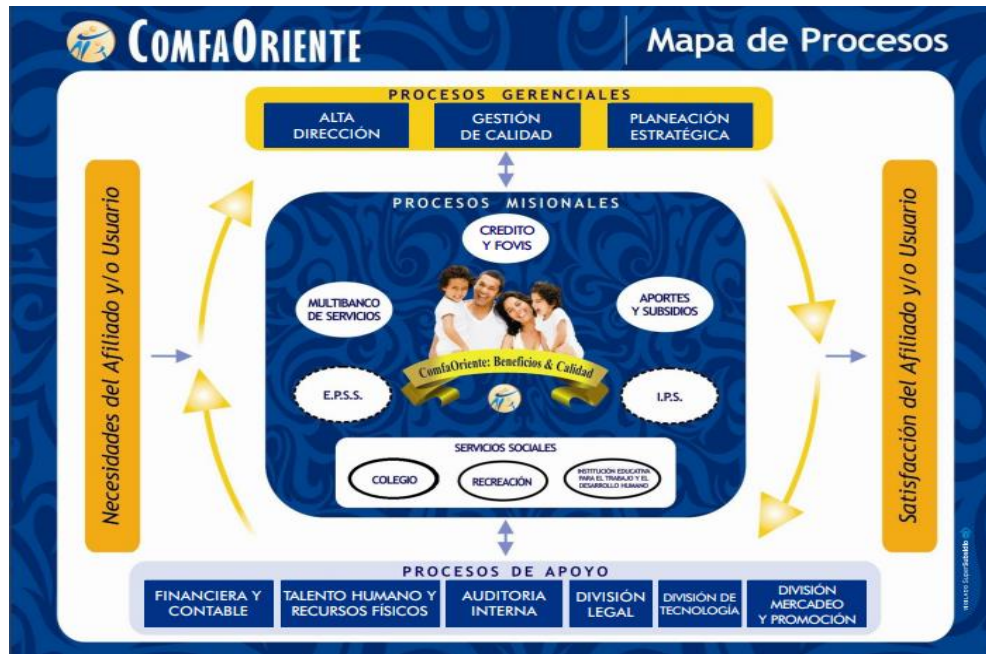 COMFAORIENTE
Mapa de Procesos
PROCESOS GERENCIALES
ALTA
DIRECCIÓN
GESTIÓN
DE CALIDAD
PLANEACIÓN
ESTRATÉGICA
Necesidades del Afiliado y/o Usuario
PROCESOS MISIONALES
CREDITO
Y FOVIS
MULTIBANCO
DE SERVICIOS
APORTES
Y SUBSIDIOS
ComfaOriente: Beneficios & Calidad
E.P.S.S.
I.P.S.
SERVICIOS SOCIALES
COLEGIO
RECREACIÓN
INSTITUCIÓN EDUCATIVA
PARA EL TRABAJO Y EL
DESARROLLO HUMANO
Satisfacción del Afiliado y/o Usuario
VIGILADO SuperSubsidio
PROCESOS DE APOYO
FINANCIERA Y
CONTABLE
TALENTO HUMANO Y
RECURSOS FÍSICOS
AUDITORIA
INTERNA
DIVISIÓN
LEGAL
DIVISIÓN DE
TECNOLOGÍA
DIVISIÓN
MERCADEO
Y PROMOCIÓN